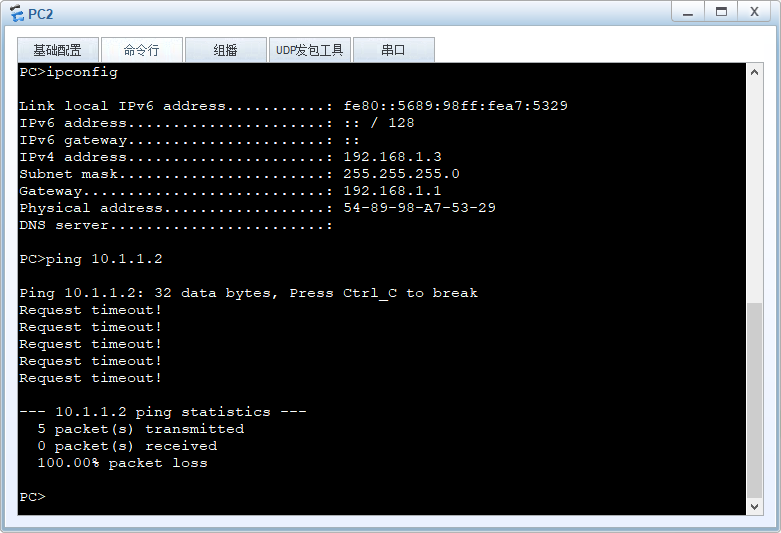 PC2
基础配置 命令行 组播 UDP发包工具 串口
PC>ipconfig
Link local IPv6 address...........: fe80::5689:98ff:fea7:5329
IPv6 address......................: :: / 128
IPv6 gateway......................: ::
IPv4 address......................: 192.168.1.3
Subnet mask.......................: 255.255.255.0
Gateway...........................: 192.168.1.1
Physical address..................: 54-89-98-A7-53-29
DNS server........................:
PC>ping 10.1.1.2
Ping 10.1.1.2: 32 data bytes, Press Ctrl_C to break
Request timeout!
Request timeout!
Request timeout!
Request timeout!
Request timeout!
--- 10.1.1.2 ping statistics ---
5 packet(s) transmitted
0 packet(s) received
100.00% packet loss
PC>